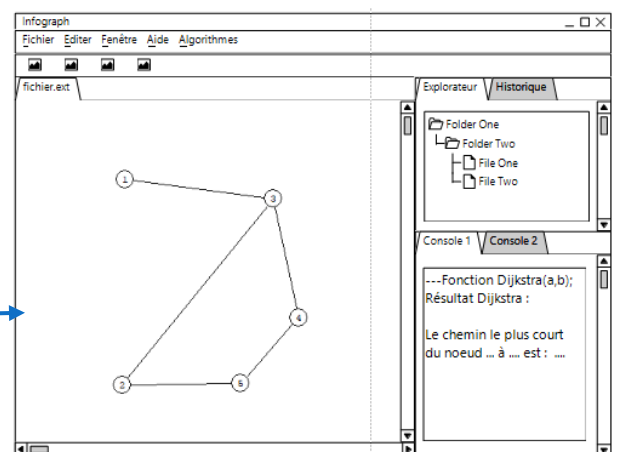 Infograph
Fichier Editer Fenêtre Aide Algorithmes
fichier.ext
Explorateur Historique
Folder One
Folder Two
File One
File Two
1
3
4
2
5
Console 1 Console 2
---Fonction Dijkstra(a,b);
Résultat Dijkstra :
Le chemin le plus court
du noeud ... à .... est : ....